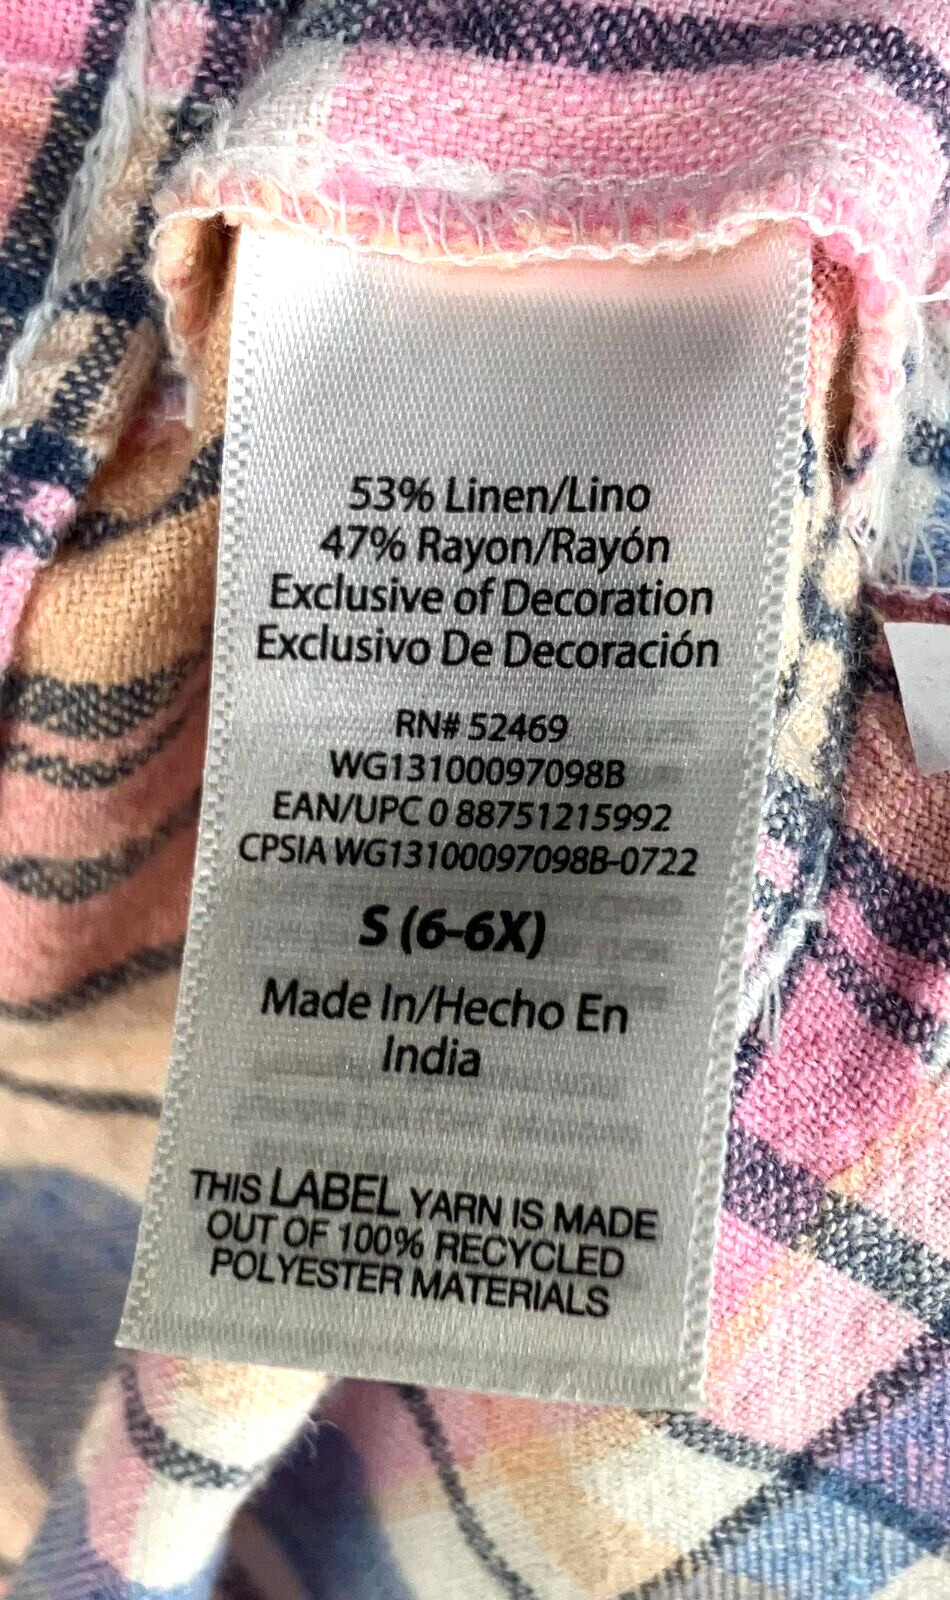 53% Linen/Lino
47% Rayon/Rayón
Exclusive of Decoration
Exclusivo De Decoración
RN# 52469
WG13100097098B
EAN/UPC 0 88751215992
CPSIA WG13100097098B-0722
S (6-6X)
Made In/Hecho En
India
THIS LABEL YARN IS MADE
OUT OF 100% RECYCLED
POLYESTER MATERIALS